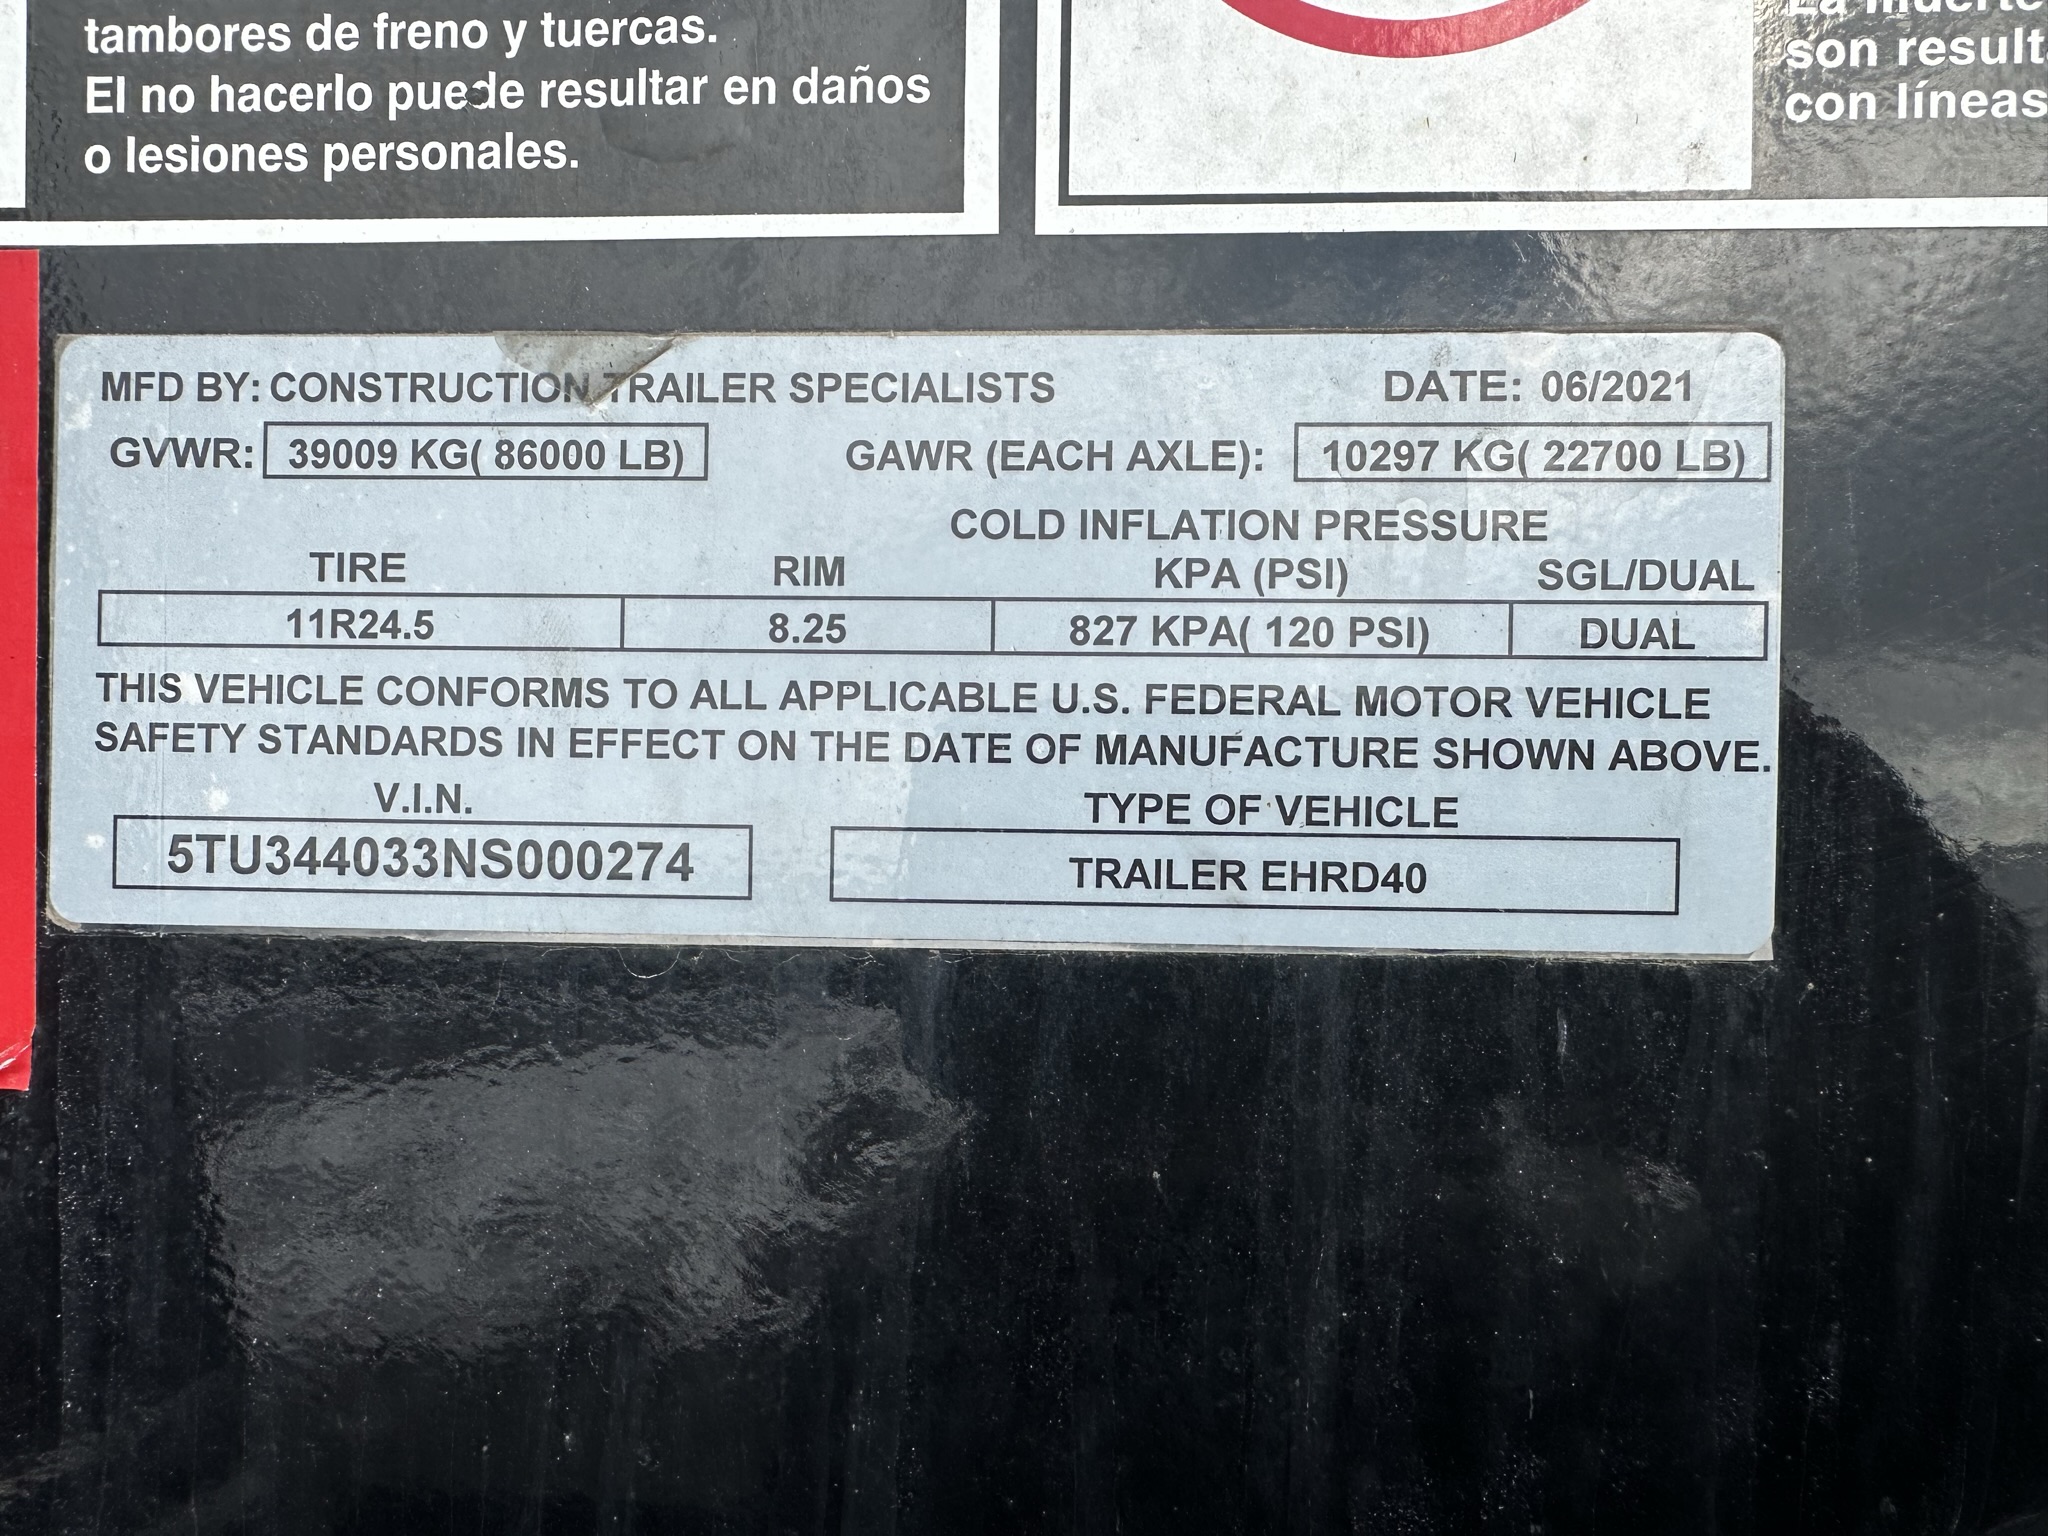 tambores de freno y tuercas.
El no hacerlo puede resultar en daños
o lesiones personales.
La muerte
son result
con líneas
MFD BY: CONSTRUCTION TRAILER SPECIALISTS DATE: 06/2021
GVWR: 39009 KG( 86000 LB) GAWR (EACH AXLE): 10297 KG( 22700 LB)
COLD INFLATION PRESSURE
TIRE RIM KPA (PSI) SGL/DUAL
11R24.5 8.25 827 KPA( 120 PSI) DUAL
THIS VEHICLE CONFORMS TO ALL APPLICABLE U.S. FEDERAL MOTOR VEHICLE
SAFETY STANDARDS IN EFFECT ON THE DATE OF MANUFACTURE SHOWN ABOVE.
V.I.N. TYPE OF VEHICLE
5TU344033NS000274 TRAILER EHRD40